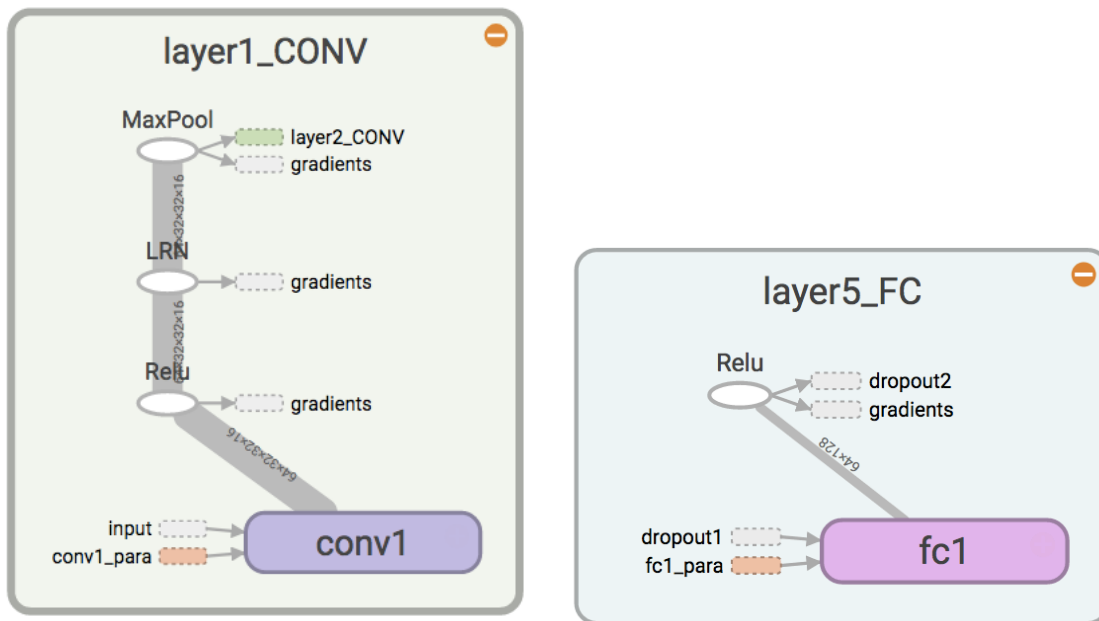 layer1_CONV
MaxPool
layer2_CONV
gradients
64×32×32×16
LRN
gradients
64×32×32×16
Relu
gradients
64×32×32×16
input
conv1_para
conv1
layer5_FC
Relu
dropout2
gradients
64×128
dropout1
fc1_para
fc1